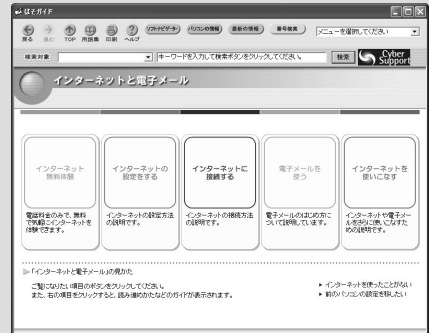 ぱそガイド
戻る 進む TOP 用語集 印刷 ヘルプ
ソフトナビゲーター パソコンの情報 最新の情報 番号検索 メニューを選択してください
検索対象 キーワードを入力して検索ボタンをクリックしてください。 検索 Cyber Support
インターネットと電子メール
インターネット
無料体験
インターネットの
設定をする
インターネットに
接続する
電子メールを
使う
インターネットを
使いこなす
電話料金のみで、無料
で気軽にインターネットを
体験できます。
インターネットの設定方法
の説明です。
インターネットの接続方法
の説明です。
電子メールのはじめ方に
ついて説明しています。
インターネットや電子メー
ルをさらに使いこなすた
めの説明です。
「インターネットと電子メール」の見かた
ご覧になりたい項目のボタンをクリックしてください。
また、右の項目をクリックすると、読み進めかたなどのガイドが表示されます。
インターネットを使ったことがない
前のパソコンの設定を移したい